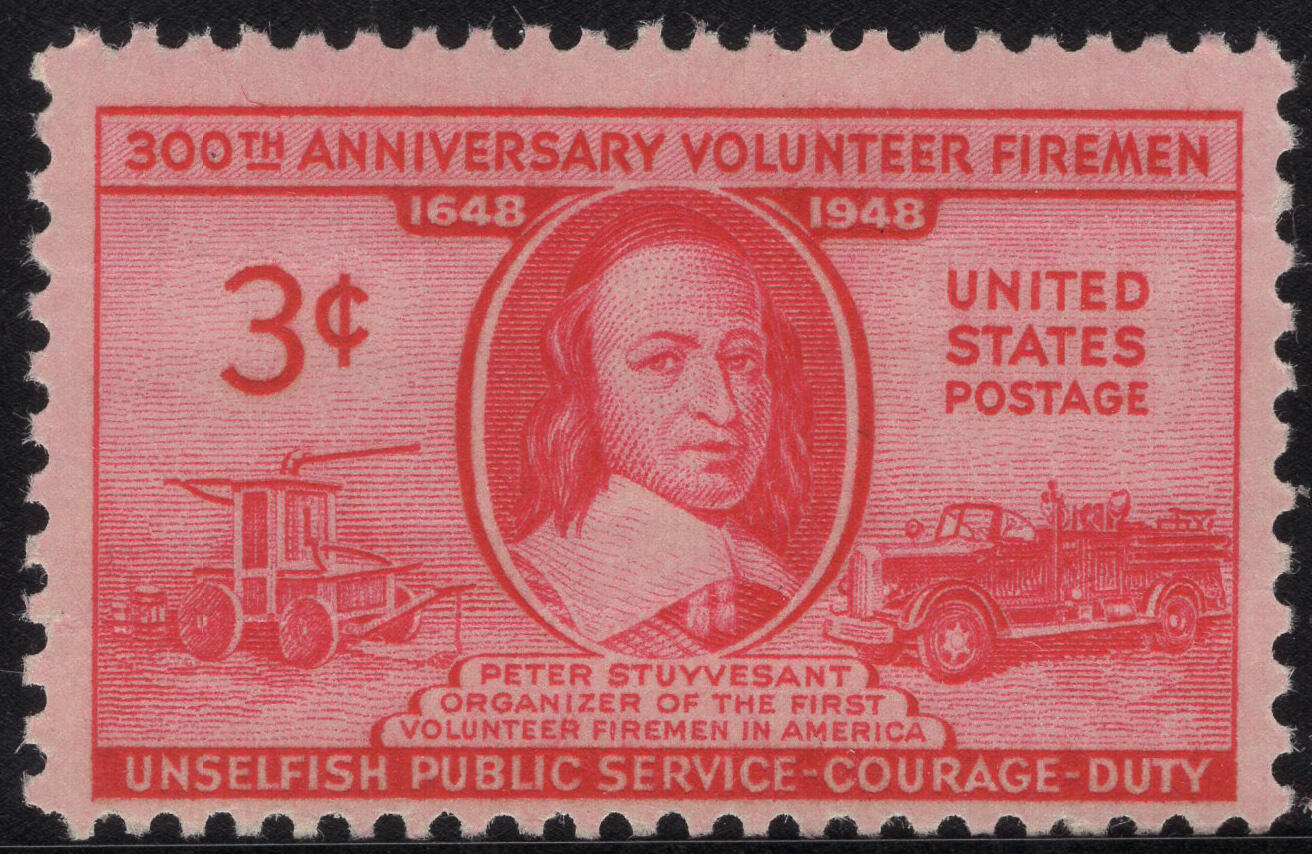 300TH ANNIVERSARY VOLUNTEER FIREMEN
1648 1948
3¢
UNITED
STATES
POSTAGE
PETER STUYVESANT
ORGANIZER OF THE FIRST
VOLUNTEER FIREMEN IN AMERICA
UNSELFISH PUBLIC SERVICE-COURAGE-DUTY